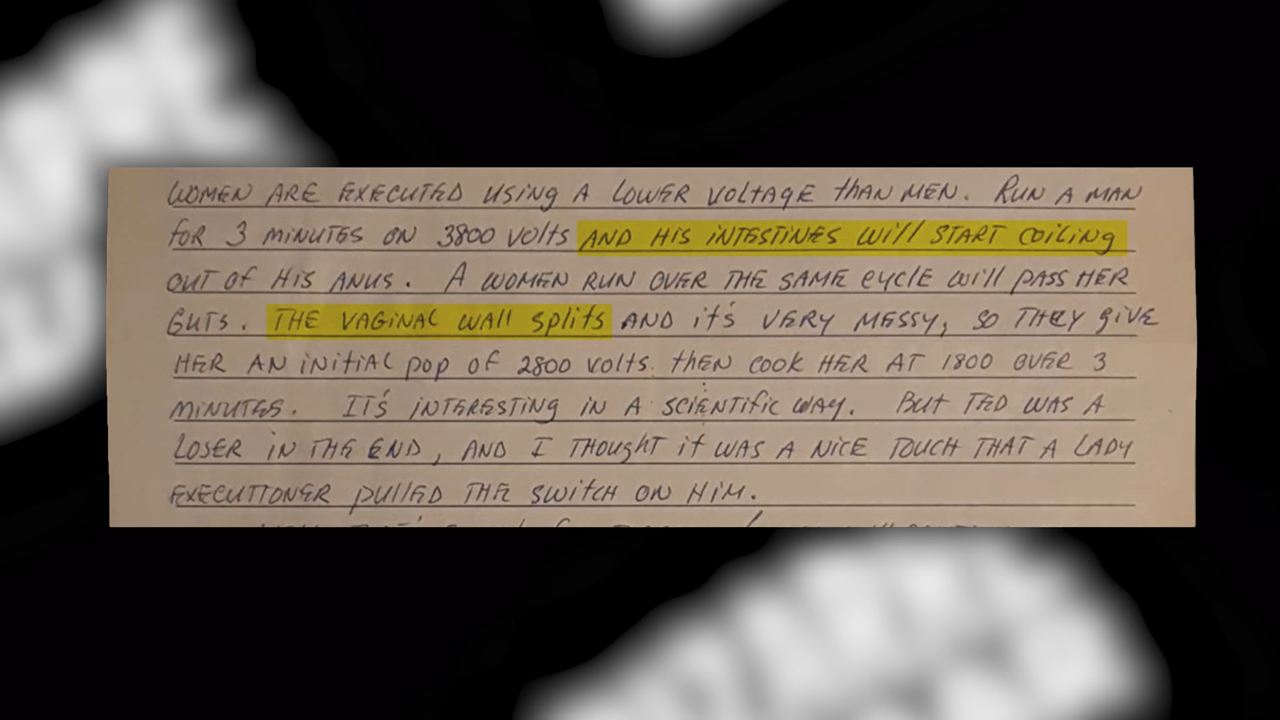 WOMEN ARE EXECUTED USING A LOWER VOLTAGE THAN MEN. RUN A MAN
FOR 3 MINUTES ON 3800 VOLTS AND HIS INTESTINES WILL START COILING
OUT OF HIS ANUS. A WOMEN RUN OVER THE SAME CYCLE WILL PASS HER
GUTS. THE VAGINAL WALL SPLITS AND IT'S VERY MESSY, SO THEY GIVE
HER AN INITIAL POP OF 2800 VOLTS THEN COOK HER AT 1800 OVER 3
MINUTES. IT'S INTERESTING IN A SCIENTIFIC WAY. BUT TED WAS A
LOSER IN THE END, AND I THOUGHT IT WAS A NICE TOUCH THAT A LADY
EXECUTIONER PULLED THE SWITCH ON HIM.